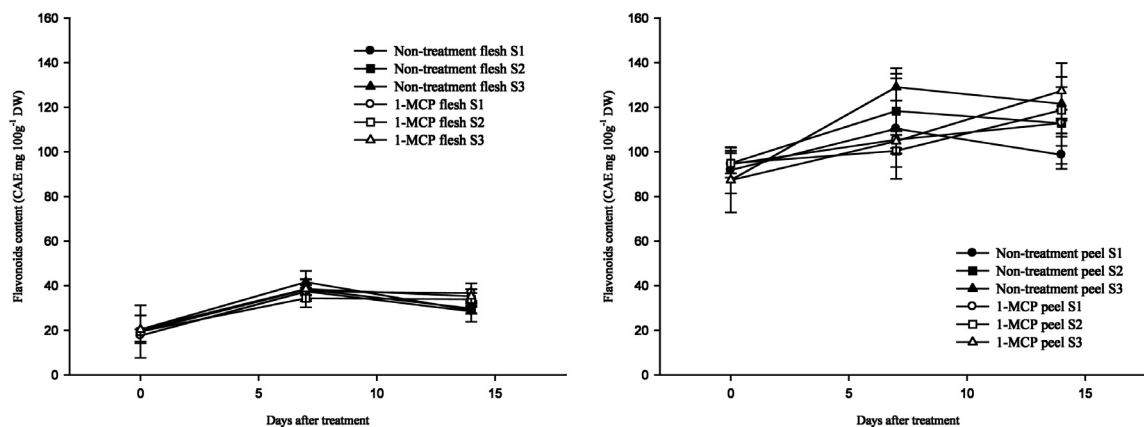 Flavonoids content (CAE mg 100g-1 DW)
160
140
120
100
80
60
40
20
0
Non-treatment flesh S1
Non-treatment flesh S2
Non-treatment flesh S3
1-MCP flesh S1
1-MCP flesh S2
1-MCP flesh S3
0 5 10 15
Days after treatment
Flavonoids content (CAE mg 100g-1 DW)
160
140
120
100
80
60
40
20
0
Non-treatment peel S1
Non-treatment peel S2
Non-treatment peel S3
1-MCP peel S1
1-MCP peel S2
1-MCP peel S3
0 5 10 15
Days after treatment